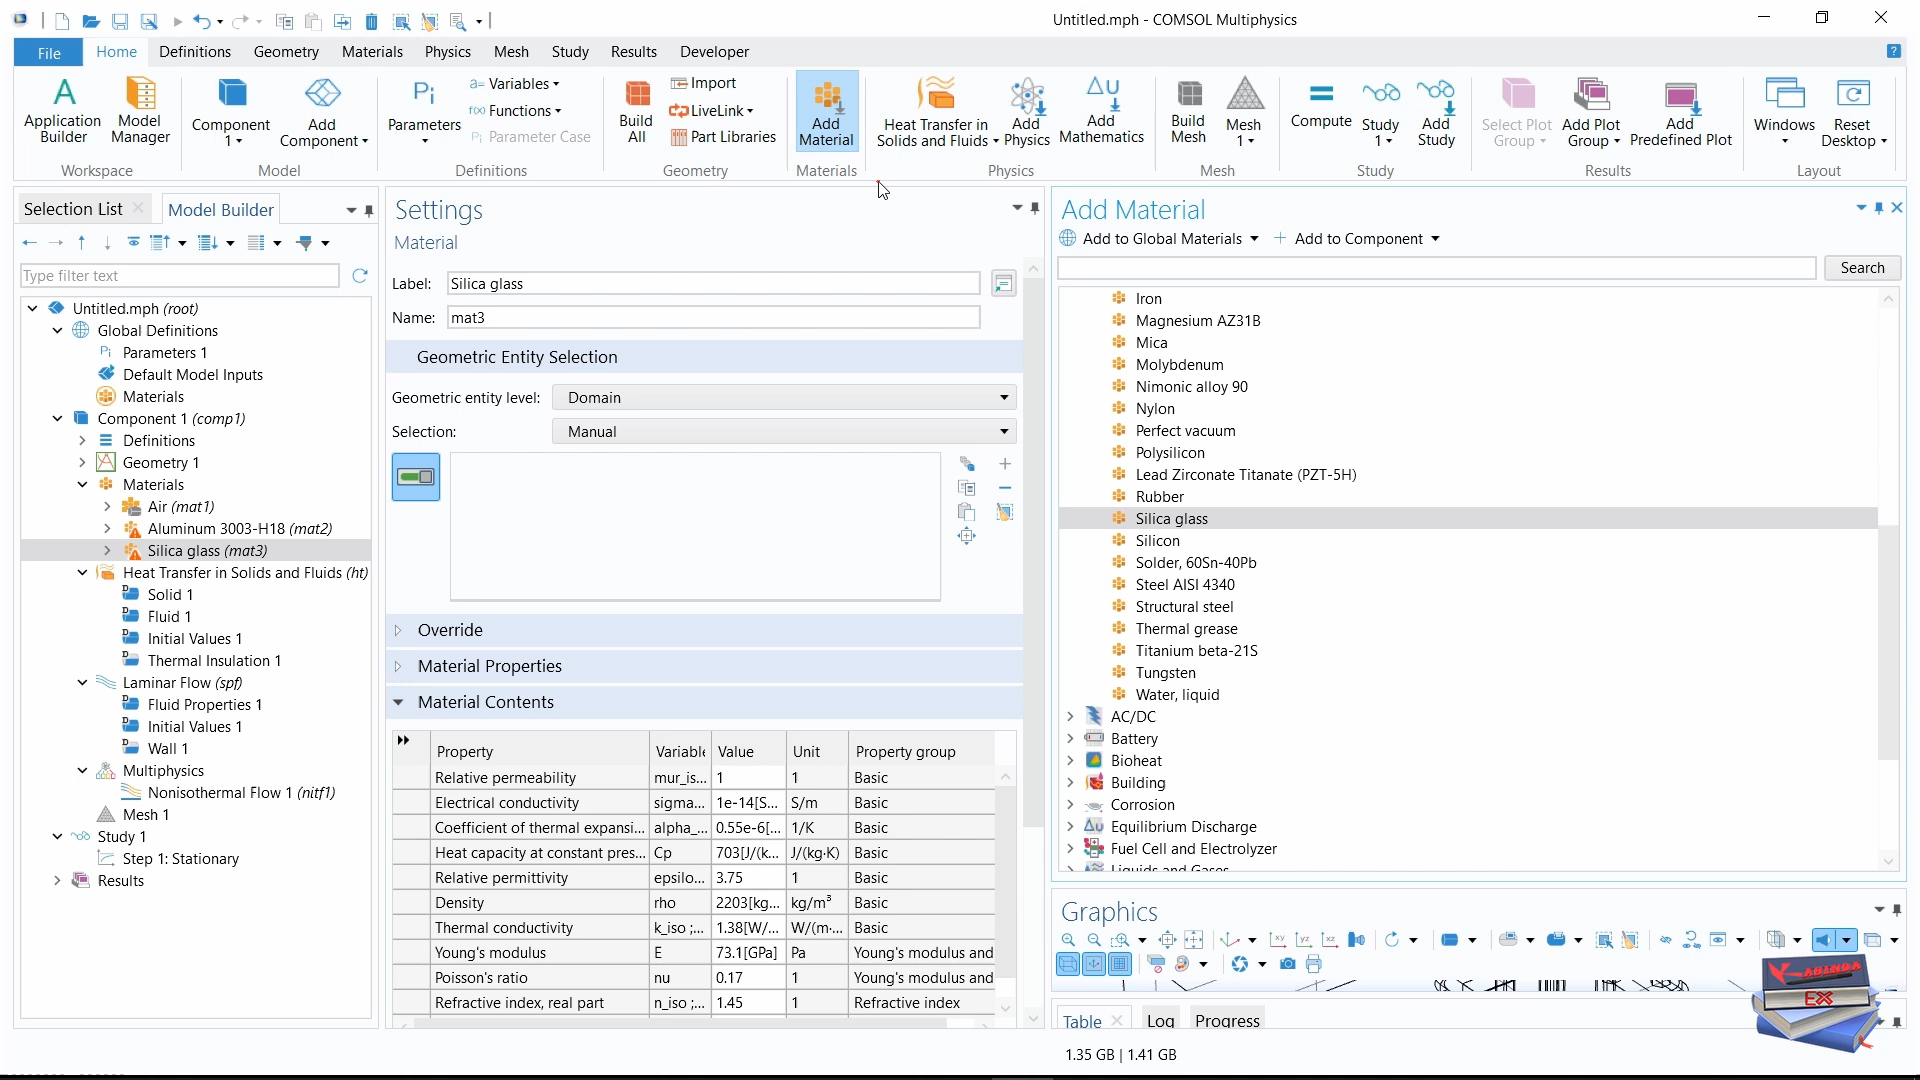 Untitled.mph - COMSOL Multiphysics
File Home Definitions Geometry Materials Physics Mesh Study Results Developer
Application Builder
Model Manager
Workspace
Component 1
Add Component
Model
Parameters
a= Variables
f(x) Functions
Pi Parameter Case
Definitions
Build All
Import
LiveLink
Part Libraries
Geometry
Add Material
Materials
Heat Transfer in Solids and Fluids
Add Physics
Add Mathematics
Physics
Build Mesh
Mesh 1
Mesh
Compute
Study 1
Add Study
Study
Select Plot Group
Add Plot Group
Add Predefined Plot
Results
Windows
Reset Desktop
Layout
Selection List
Model Builder
Type filter text
Untitled.mph (root)
Global Definitions
Parameters 1
Default Model Inputs
Materials
Component 1 (comp1)
Definitions
Geometry 1
Materials
Air (mat1)
Aluminum 3003-H18 (mat2)
Silica glass (mat3)
Heat Transfer in Solids and Fluids (ht)
Solid 1
Fluid 1
Initial Values 1
Thermal Insulation 1
Laminar Flow (spf)
Fluid Properties 1
Initial Values 1
Wall 1
Multiphysics
Nonisothermal Flow 1 (nitf1)
Mesh 1
Study 1
Step 1: Stationary
Results
Settings
Material
Label: Silica glass
Name: mat3
Geometric Entity Selection
Geometric entity level: Domain
Selection: Manual
Override
Material Properties
Material Contents
Property Variable Value Unit Property group
Relative permeability mur_is... 1 1 Basic
Electrical conductivity sigma... 1e-14[S... S/m Basic
Coefficient of thermal expansi... alpha_... 0.55e-6[... 1/K Basic
Heat capacity at constant pres... Cp 703[J/(k... J/(kg·K) Basic
Relative permittivity epsilo... 3.75 1 Basic
Density rho 2203[kg... kg/m³ Basic
Thermal conductivity k_iso ;... 1.38[W/... W/(m·... Basic
Young's modulus E 73.1[GPa] Pa Young's modulus and
Poisson's ratio nu 0.17 1 Young's modulus and
Refractive index, real part n_iso ;... 1.45 1 Refractive index
Add Material
Add to Global Materials + Add to Component
Search
Iron
Magnesium AZ31B
Mica
Molybdenum
Nimonic alloy 90
Nylon
Perfect vacuum
Polysilicon
Lead Zirconate Titanate (PZT-5H)
Rubber
Silica glass
Silicon
Solder, 60Sn-40Pb
Steel AISI 4340
Structural steel
Thermal grease
Titanium beta-21S
Tungsten
Water, liquid
AC/DC
Battery
Bioheat
Building
Corrosion
Equilibrium Discharge
Fuel Cell and Electrolyzer
Liquids and Gases
Graphics
Table Log Progress
1.35 GB | 1.41 GB
EX